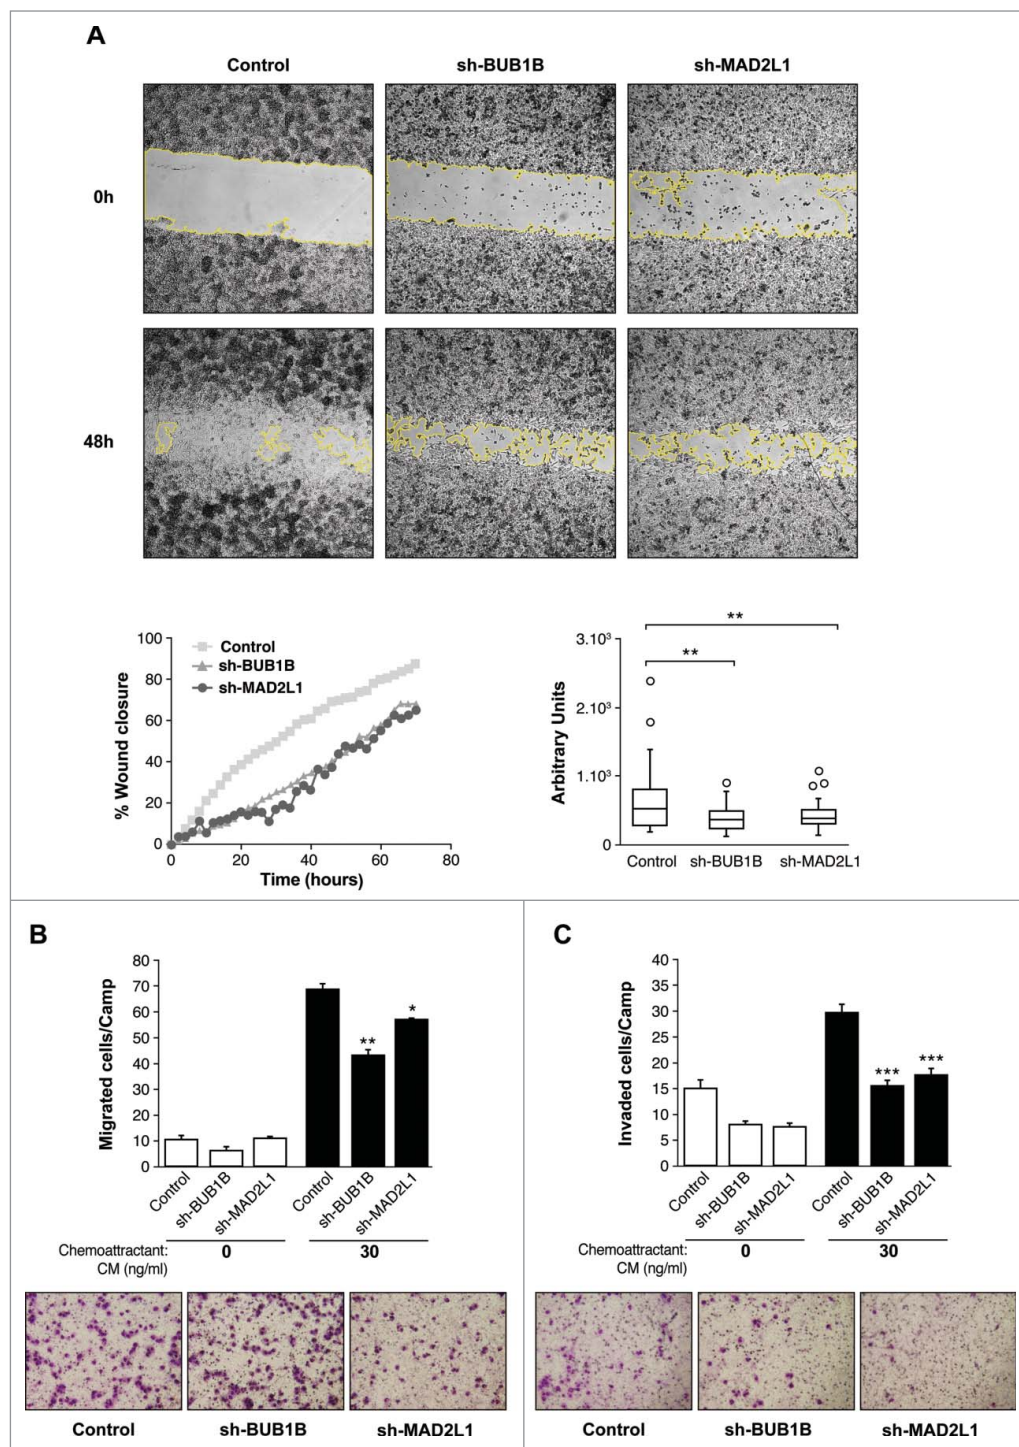 A
Control sh-BUB1B sh-MAD2L1
0h
48h
% Wound closure
100
80
60
40
20
0
Control
sh-BUB1B
sh-MAD2L1
0 20 40 60 80
Time (hours)
Arbitrary Units
3.10³
2.10³
1.10³
0
**
**
Control sh-BUB1B sh-MAD2L1
B
Migrated cells/Camp
80
70
60
50
40
30
20
10
0
**
*
Control sh-BUB1B sh-MAD2L1 Control sh-BUB1B sh-MAD2L1
Chemoattractant: 0 30
CM (ng/ml)
Control sh-BUB1B sh-MAD2L1
C
Invaded cells/Camp
40
35
30
25
20
15
10
5
0
***
***
Control sh-BUB1B sh-MAD2L1 Control sh-BUB1B sh-MAD2L1
Chemoattractant: 0 30
CM (ng/ml)
Control sh-BUB1B sh-MAD2L1